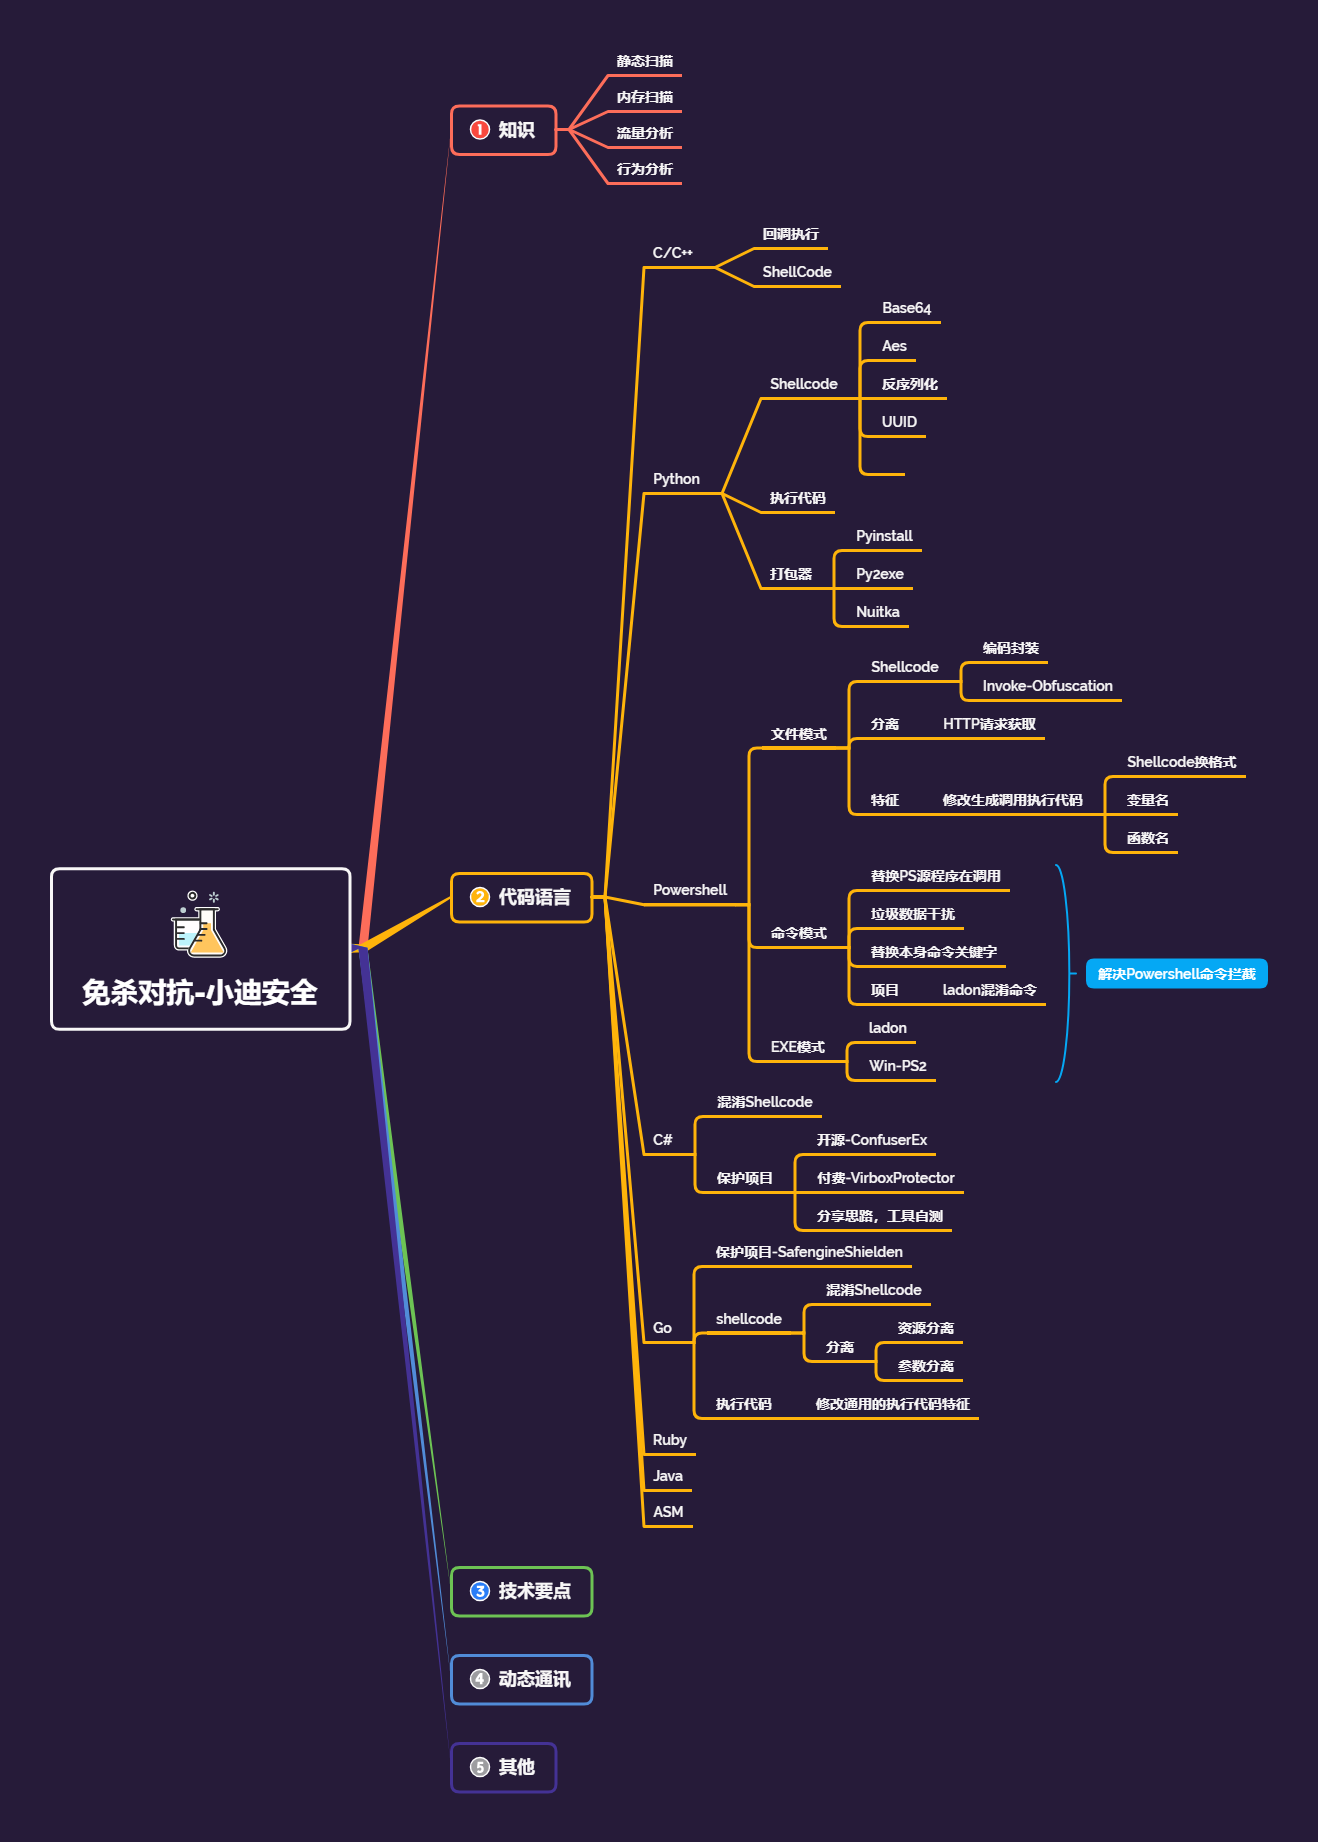 免杀对抗-小迪安全
1 知识
静态扫描
内存扫描
流量分析
行为分析
2 代码语言
C/C++
回调执行
ShellCode
Python
Shellcode
Base64
Aes
反序列化
UUID
执行代码
打包器
Pyinstall
Py2exe
Nuitka
Powershell
文件模式
Shellcode
编码封装
Invoke-Obfuscation
分离
HTTP请求获取
特征
修改生成调用执行代码
Shellcode换格式
变量名
函数名
命令模式
替换PS源程序在调用
垃圾数据干扰
替换本身命令关键字
项目
ladon混淆命令
EXE模式
ladon
Win-PS2
解决Powershell命令拦截
C#
混淆Shellcode
保护项目
开源-ConfuserEx
付费-VirboxProtector
分享思路，工具自测
Go
保护项目-SafengineShielden
shellcode
混淆Shellcode
分离
资源分离
参数分离
执行代码
修改通用的执行代码特征
Ruby
Java
ASM
3 技术要点
4 动态通讯
5 其他